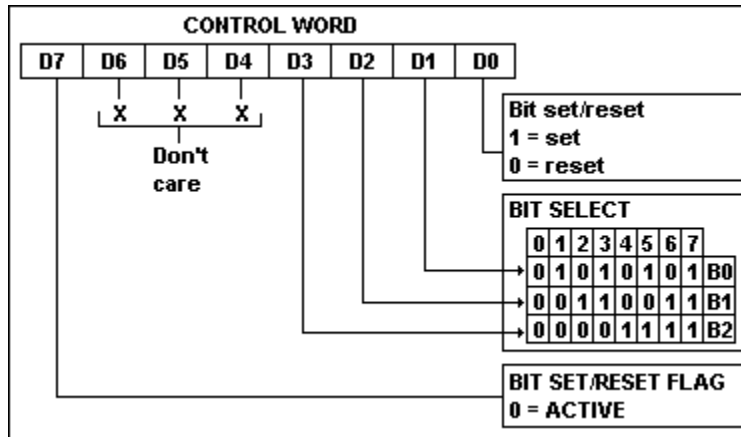 CONTROL WORD
D7 D6 D5 D4 D3 D2 D1 D0
X X X
Don't
care
Bit set/reset
1 = set
0 = reset
BIT SELECT
0 1 2 3 4 5 6 7
0 1 0 1 0 1 0 1 B0
0 0 1 1 0 0 1 1 B1
0 0 0 0 1 1 1 1 B2
BIT SET/RESET FLAG
0 = ACTIVE